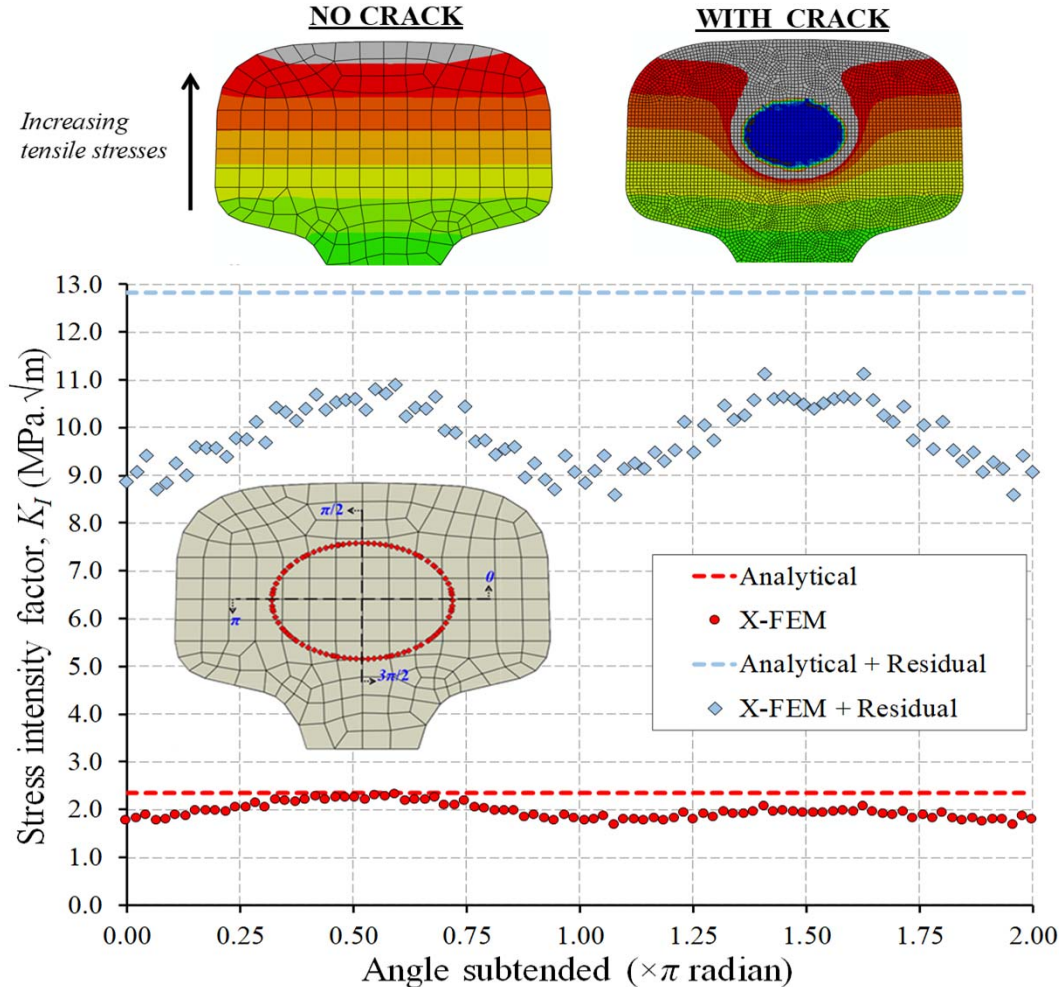 NO CRACK
WITH CRACK
Increasing
tensile stresses
Stress intensity factor, K_I (MPa.√m)
13.0
12.0
11.0
10.0
9.0
8.0
7.0
6.0
5.0
4.0
3.0
2.0
1.0
0.0
π/2
0
π
3π/2
Analytical
X-FEM
Analytical + Residual
X-FEM + Residual
0.00 0.25 0.50 0.75 1.00 1.25 1.50 1.75 2.00
Angle subtended (×π radian)